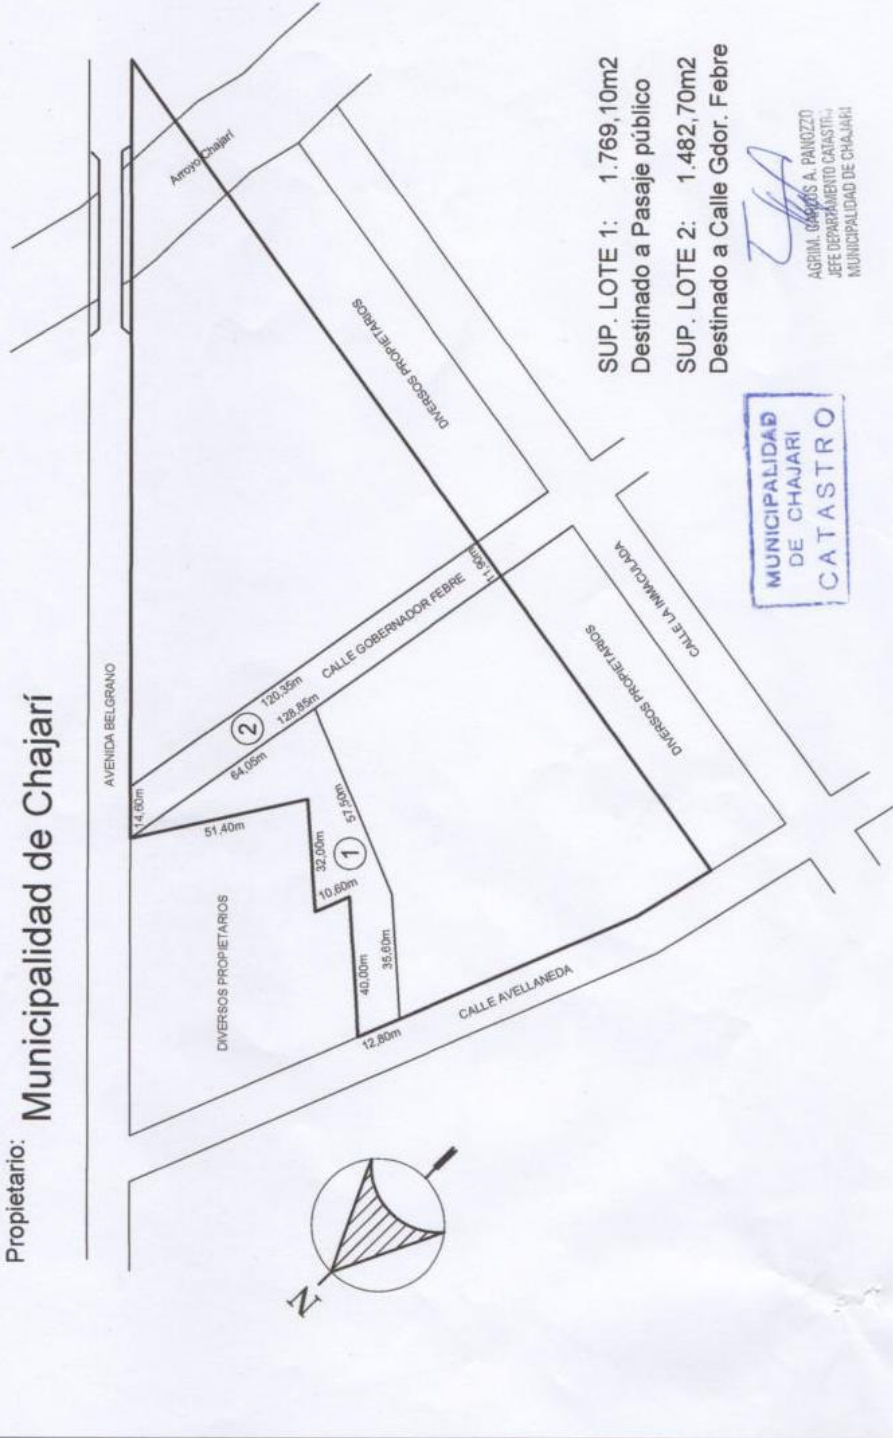 Propietario:
Municipalidad de Chajarí
AVENIDA BELGRANO
Arroyo Chajarí
DIVERSOS PROPIETARIOS
14,60m
2
120,35m
128,85m
CALLE GOBERNADOR FEBRE
64,05m
51,40m
11,90m
DIVERSOS PROPIETARIOS
32,00m
1
57,50m
10,60m
40,00m
35,60m
12,80m
CALLE AVELLANEDA
DIVERSOS PROPIETARIOS
CALLE LA INMACULADA
N
SUP. LOTE 1: 1.769,10m2
Destinado a Pasaje público
SUP. LOTE 2: 1.482,70m2
Destinado a Calle Gdor. Febre
MUNICIPALIDAD
DE CHAJARI
CATASTRO
AGRIM. CARLOS A. PANOZZO
JEFE DEPARTAMENTO CATASTRO
MUNICIPALIDAD DE CHAJARI